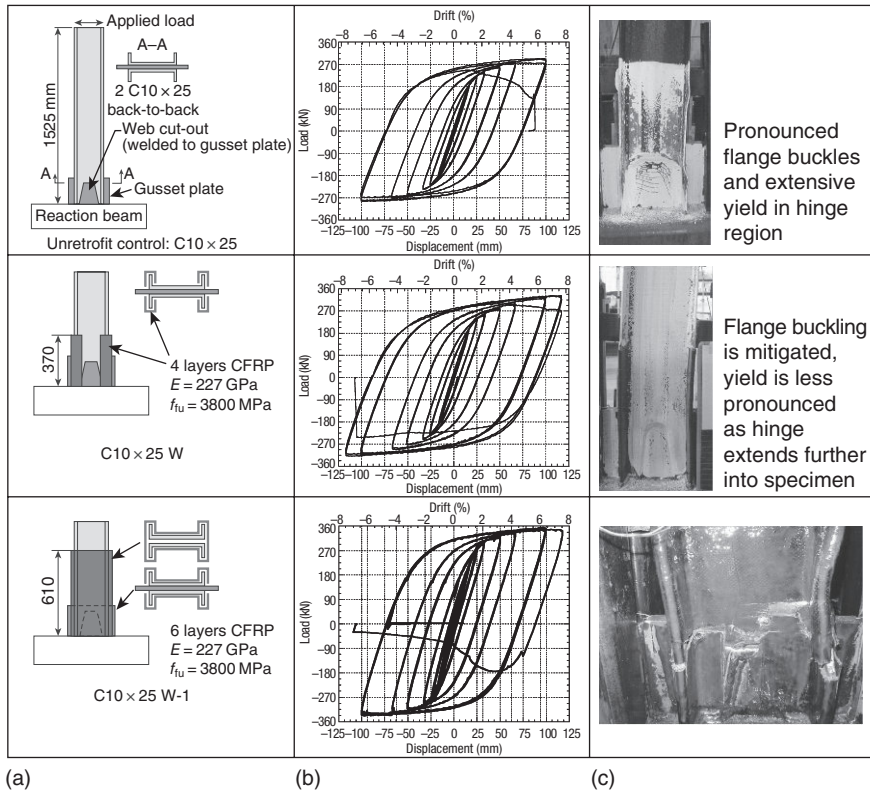 Applied load
1525 mm
A–A
2 C10 × 25
back-to-back
Web cut-out
(welded to gusset plate)
A
A
Gusset plate
Reaction beam
Unretrofit control: C10 × 25
Drift (%)
−8 −6 −4 −2 0 2 4 6 8
Load (kN)
360
270
180
90
0
−90
−180
−270
−360
−125 −100 −75 −50 −25 0 25 50 75 100 125
Displacement (mm)
Pronounced
flange buckles
and extensive
yield in hinge
region
370
4 layers CFRP
E = 227 GPa
f_fu = 3800 MPa
C10 × 25 W
Drift (%)
−8 −6 −4 −2 0 2 4 6 8
Load (kN)
360
270
180
90
0
−90
−180
−270
−360
−125 −100 −75 −50 −25 0 25 50 75 100 125
Displacement (mm)
Flange buckling
is mitigated,
yield is less
pronounced
as hinge
extends further
into specimen
610
6 layers CFRP
E = 227 GPa
f_fu = 3800 MPa
C10 × 25 W-1
Drift (%)
−8 −6 −4 −2 0 2 4 6 8
Load (kN)
360
270
180
90
0
−90
−180
−270
−360
−125 −100 −75 −50 −25 0 25 50 75 100 125
Displacement (mm)
(a)
(b)
(c)